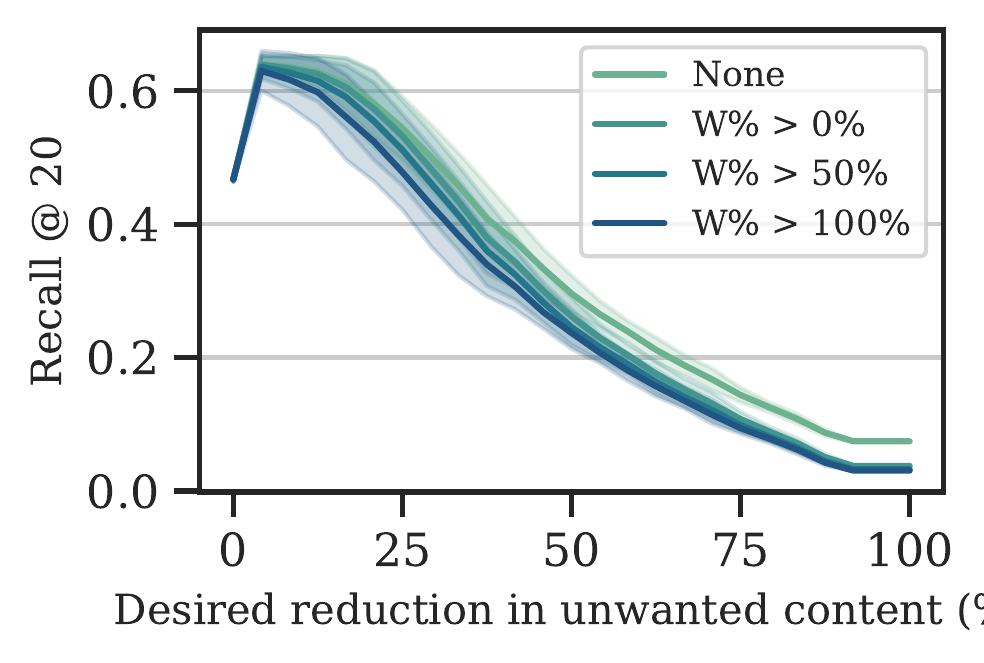 None
W% > 0%
W% > 50%
W% > 100%
Recall @ 20
0.6
0.4
0.2
0.0
0 25 50 75 100
Desired reduction in unwanted content (%